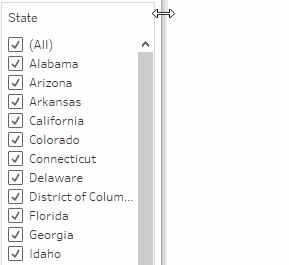 State
(All)
Alabama
Arizona
Arkansas
California
Colorado
Connecticut
Delaware
District of Colum...
Florida
Georgia
Idaho